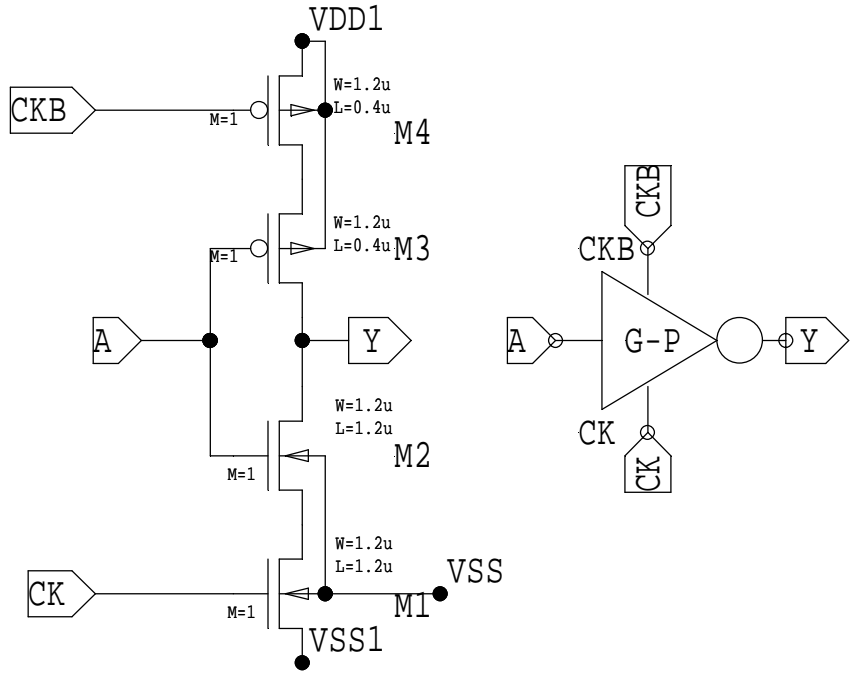 VDD1
CKB
W=1.2u
L=0.4u
M=1
M4
W=1.2u
L=0.4u
M=1
M3
A
Y
W=1.2u
L=1.2u
M=1
M2
W=1.2u
L=1.2u
CK
M=1
M1
VSS
VSS1
CKB
CKB
A
G-P
Y
CK
CK